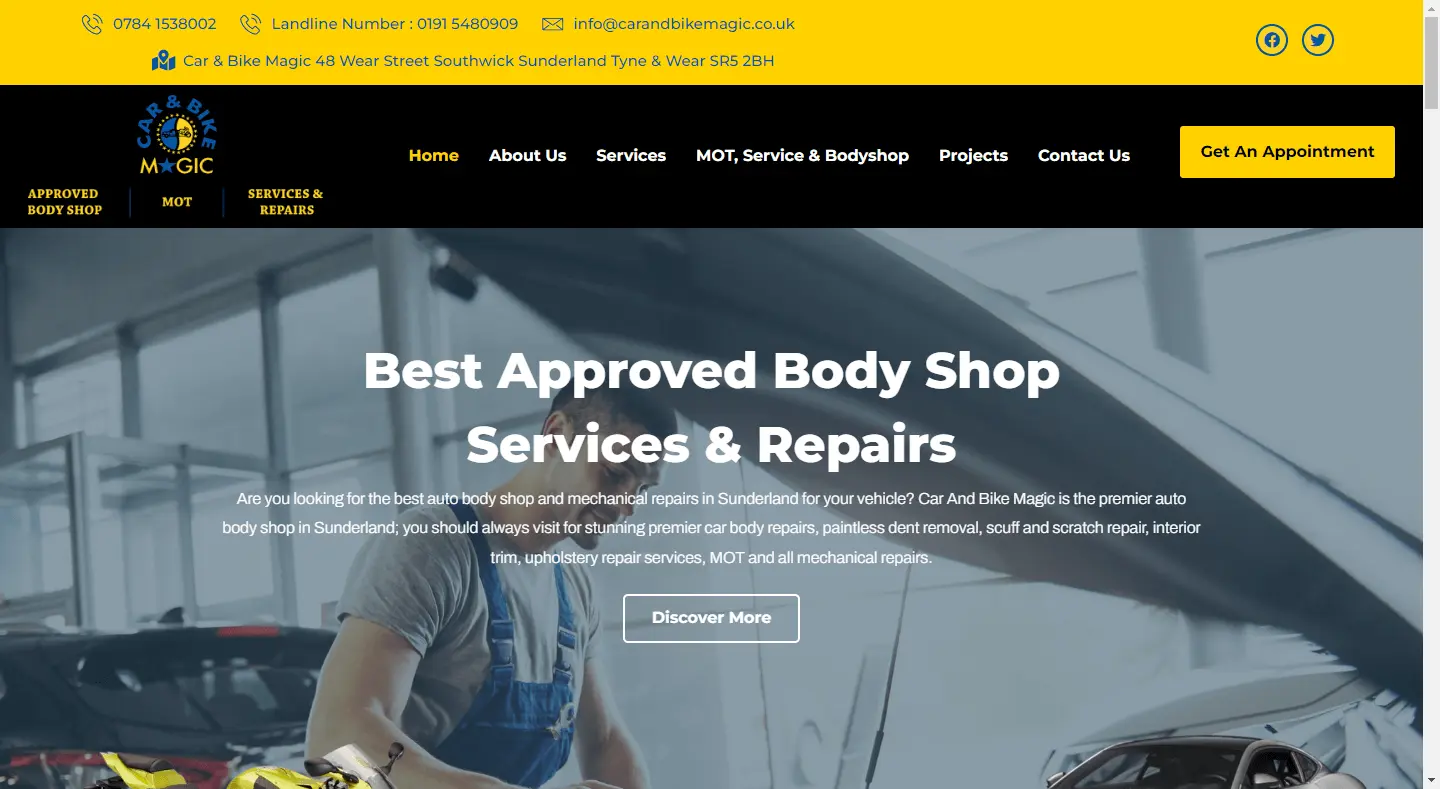 0784 1538002
Landline Number : 0191 5480909
info@carandbikemagic.co.uk
Car & Bike Magic 48 Wear Street Southwick Sunderland Tyne & Wear SR5 2BH
CAR & BIKE
MAGIC
APPROVED
BODY SHOP
MOT
SERVICES &
REPAIRS
Home
About Us
Services
MOT, Service & Bodyshop
Projects
Contact Us
Get An Appointment
Best Approved Body Shop
Services & Repairs
Are you looking for the best auto body shop and mechanical repairs in Sunderland for your vehicle? Car And Bike Magic is the premier auto
body shop in Sunderland; you should always visit for stunning premier car body repairs, paintless dent removal, scuff and scratch repair, interior
trim, upholstery repair services, MOT and all mechanical repairs.
Discover More